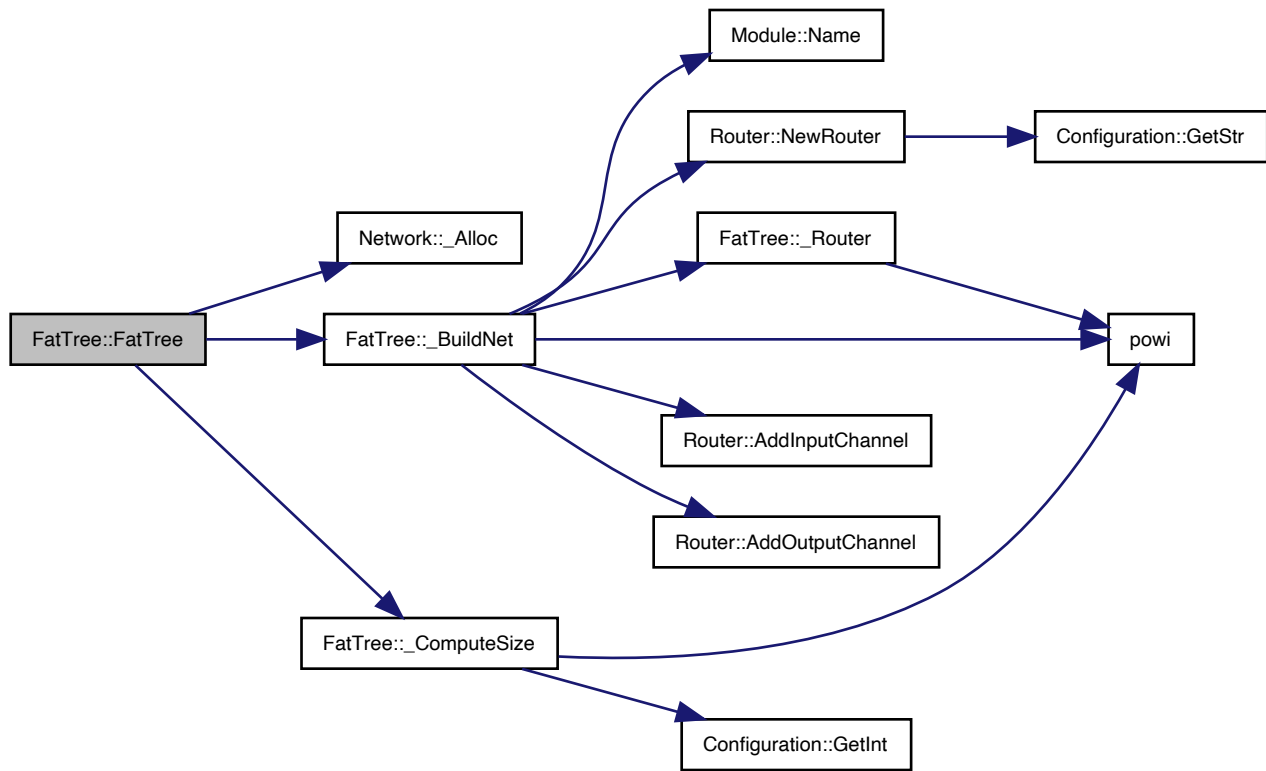 Module::Name
Router::NewRouter
Configuration::GetStr
Network::_Alloc
FatTree::_Router
FatTree::FatTree
FatTree::_BuildNet
powi
Router::AddInputChannel
Router::AddOutputChannel
FatTree::_ComputeSize
Configuration::GetInt